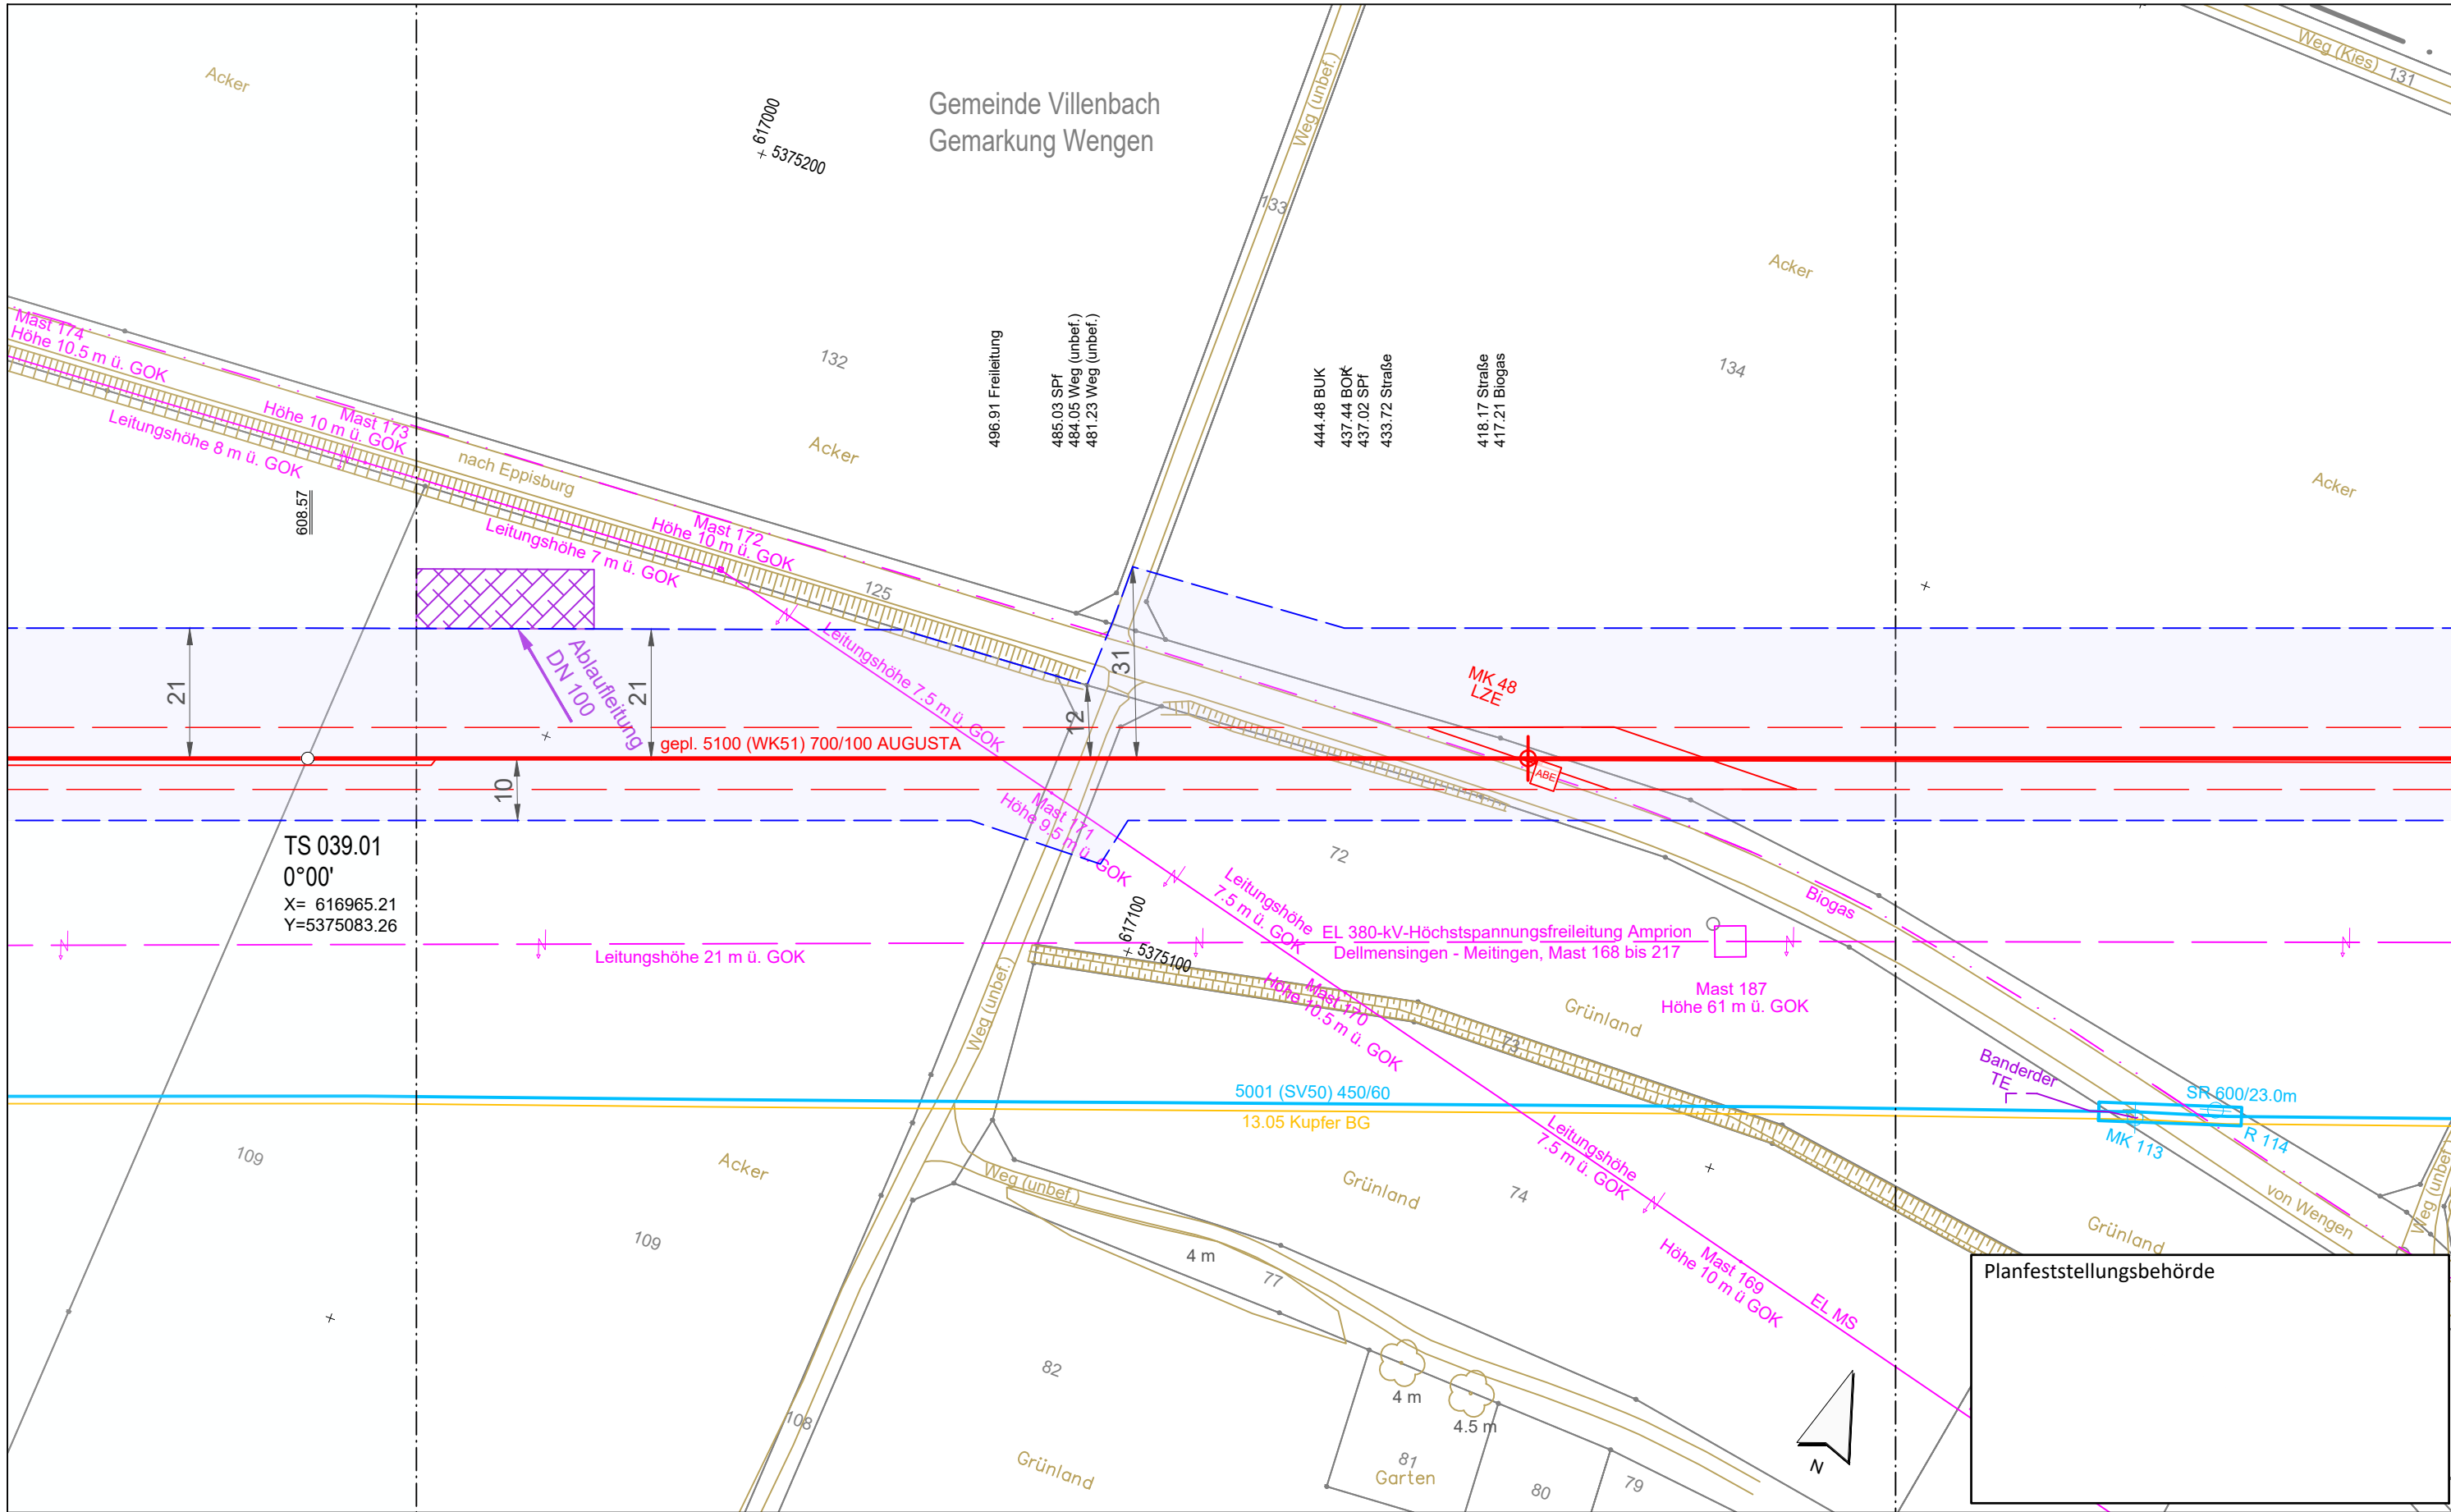 Acker
617000
+ 5375200
Gemeinde Villenbach
Gemarkung Wengen
Weg (unbef.)
Weg (Kies)
131
133
Acker
Mast 174
Höhe 10.5 m ü. GOK
Leitungshöhe 8 m ü. GOK
Mast 173
Höhe 10 m ü. GOK
nach Eppisburg
132
Acker
496.91 Freileitung
485.03 SPf
484.05 Weg (unbef.)
481.23 Weg (unbef.)
444.48 BUK
437.44 BOK
437.02 SPf
433.72 Straße
418.17 Straße
417.21 Biogas
134
Acker
608.57
Leitungshöhe 7 m ü. GOK
Mast 172
Höhe 10 m ü. GOK
125
21
Ablaufleitung
DN 100
21
Leitungshöhe 7.5 m ü. GOK
12
31
MK 48
LZE
gepl. 5100 (WK51) 700/100 AUGUSTA
ABE
10
Mast 171
Höhe 9.5 m ü. GOK
TS 039.01
0°00'
X= 616965.21
Y=5375083.26
72
Leitungshöhe
7.5 m ü. GOK
617100
+ 5375100
Biogas
EL 380-kV-Höchstspannungsfreileitung Amprion
Dellmensingen - Meitingen, Mast 168 bis 217
Leitungshöhe 21 m ü. GOK
Mast 187
Höhe 61 m ü. GOK
Mast 170
Höhe 10.5 m ü. GOK
Grünland
73
Weg (unbef.)
Banderder
TE
SR 600/23.0m
5001 (SV50) 450/60
13.05 Kupfer BG
MK 113
R 114
Leitungshöhe
7.5 m ü. GOK
109
Acker
Weg (unbef.)
Grünland
74
von Wengen
Weg (unbef.)
Grünland
109
4 m
77
Mast 169
Höhe 10 m ü GOK
EL MS
Planfeststellungsbehörde
82
4 m
4.5 m
108
Grünland
81
Garten
80
79
N